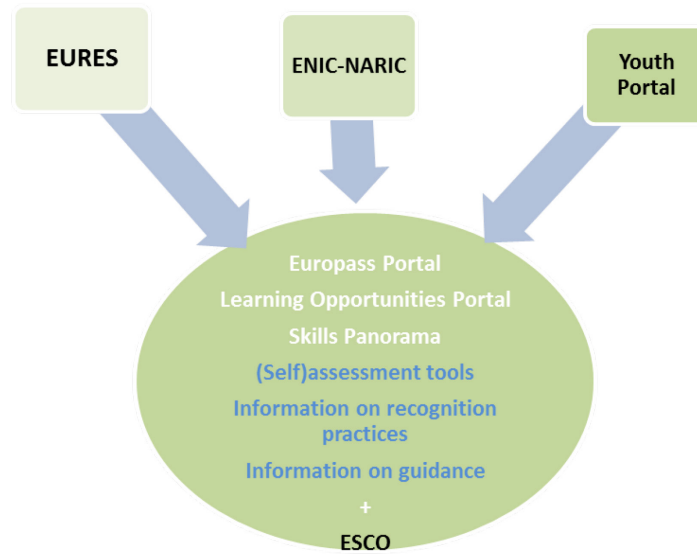 EURES
ENIC-NARIC
Youth
Portal
Europass Portal
Learning Opportunities Portal
Skills Panorama
(Self)assessment tools
Information on recognition
practices
Information on guidance
+
ESCO